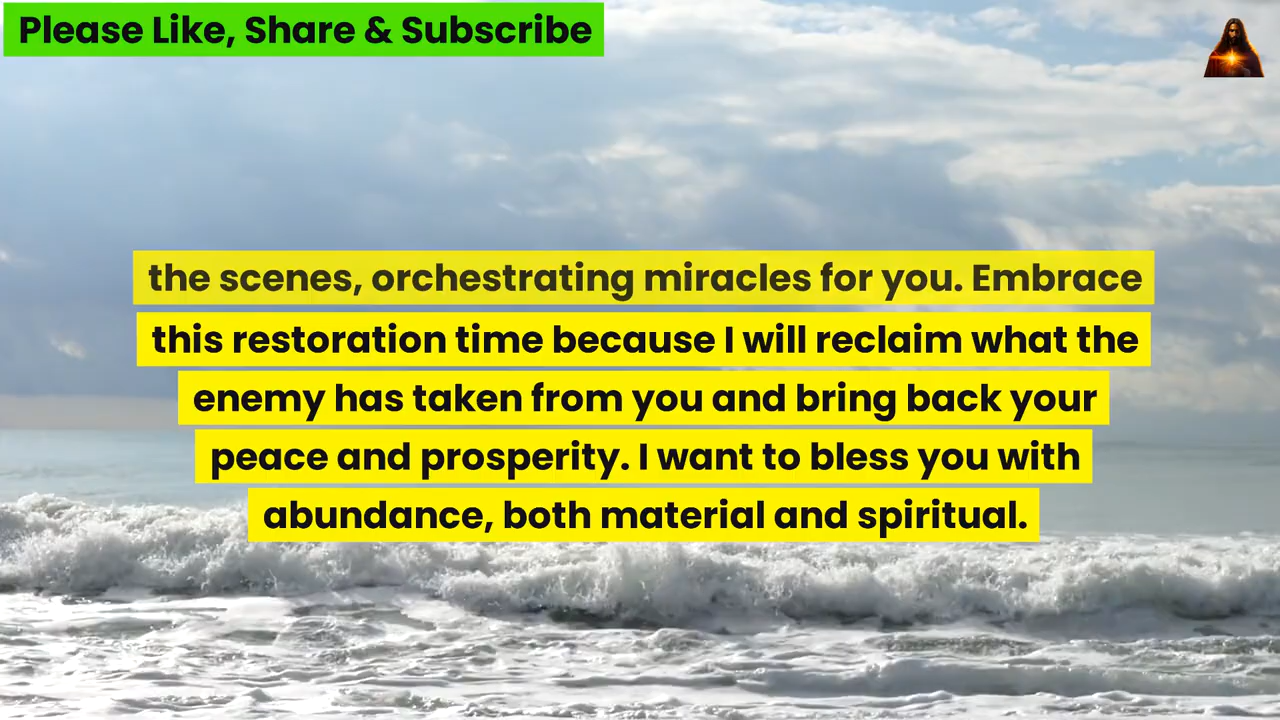 Please Like, Share & Subscribe
the scenes, orchestrating miracles for you. Embrace
this restoration time because I will reclaim what the
enemy has taken from you and bring back your
peace and prosperity. I want to bless you with
abundance, both material and spiritual.